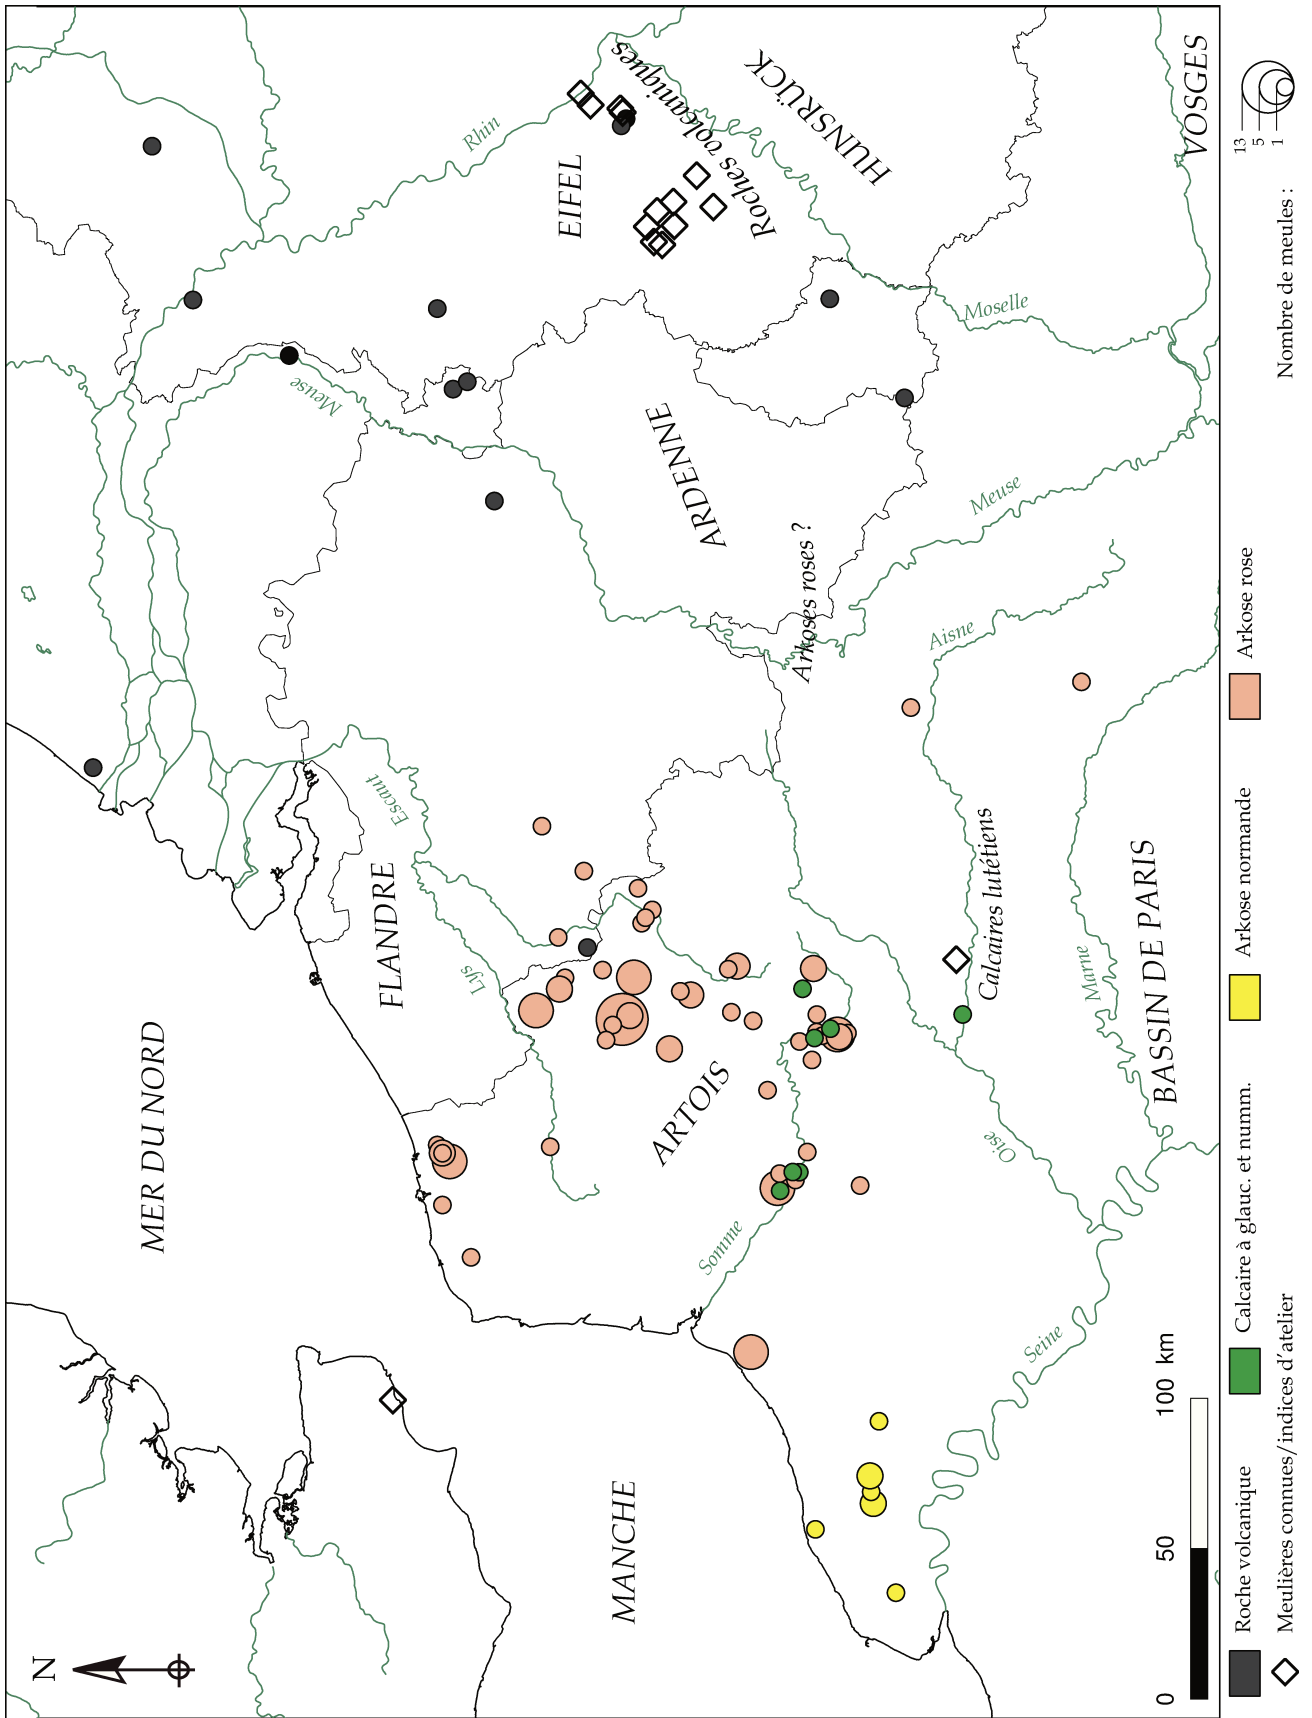 N
MER DU NORD
MANCHE
FLANDRE
ARTOIS
ARDENNE
EIFEL
HUNSRÜCK
VOSGES
BASSIN DE PARIS
Roches volcaniques
Arkoses roses ?
Calcaires lutétiens
Rhin
Meuse
Escaut
Lys
Somme
Seine
Oise
Marne
Aisne
Meuse
Moselle
0 50 100 km
Roche volcanique
Calcaire à glauc. et numm.
Arkose normande
Arkose rose
Meulières connues/indices d'atelier
Nombre de meules :
13
5
1